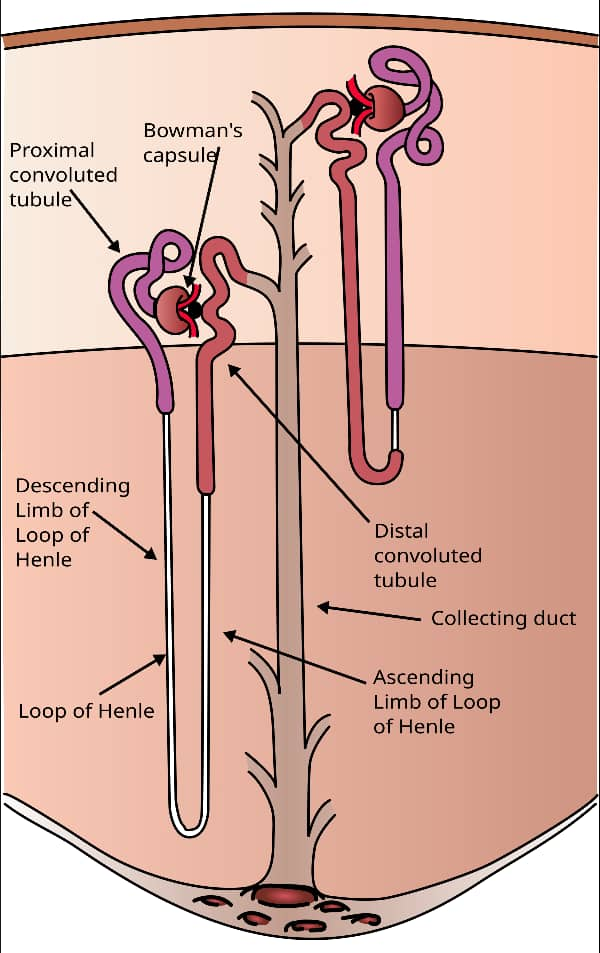 Bowman's
capsule
Proximal
convoluted
tubule
Descending
Limb of
Loop of
Henle
Distal
convoluted
tubule
Collecting duct
Ascending
Limb of Loop
of Henle
Loop of Henle